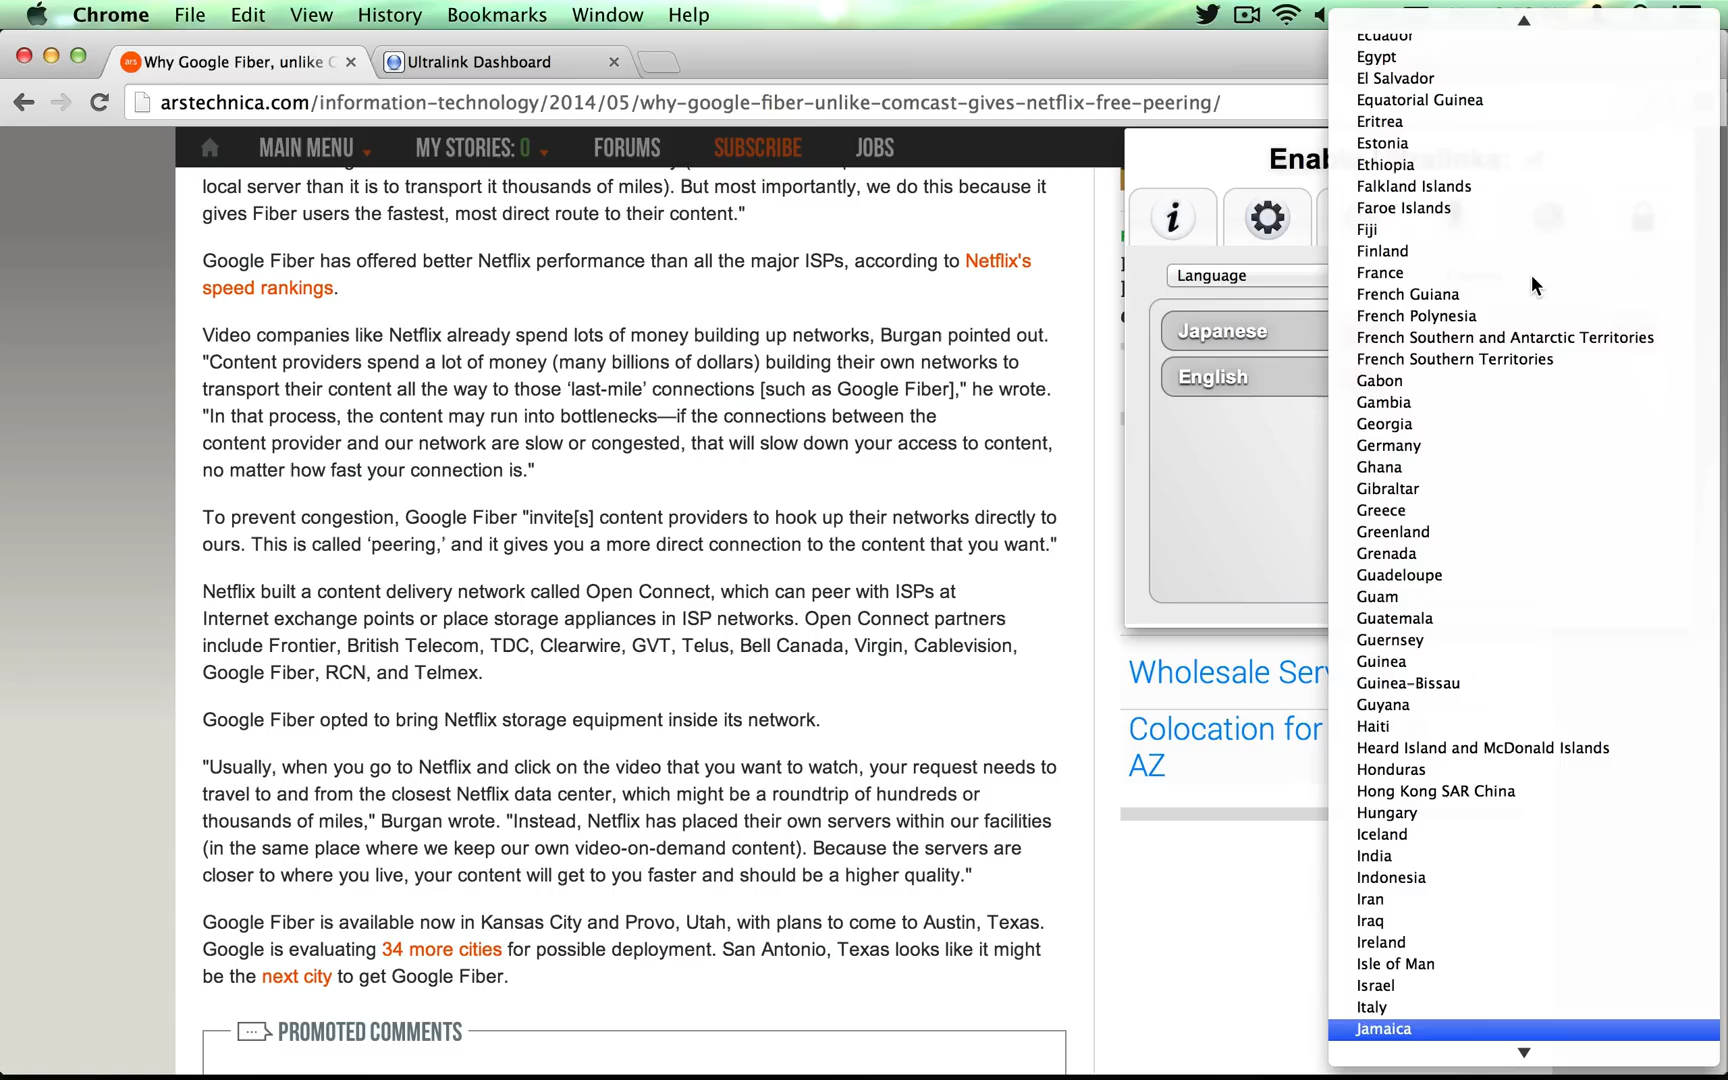 Chrome File Edit View History Bookmarks Window Help
ars Why Google Fiber, unlike C
Ultralink Dashboard
arstechnica.com/information-technology/2014/05/why-google-fiber-unlike-comcast-gives-netflix-free-peering/
MAIN MENU MY STORIES: 0 FORUMS SUBSCRIBE JOBS
local server than it is to transport it thousands of miles). But most importantly, we do this because it
gives Fiber users the fastest, most direct route to their content."
Google Fiber has offered better Netflix performance than all the major ISPs, according to Netflix's
speed rankings.
Video companies like Netflix already spend lots of money building up networks, Burgan pointed out.
"Content providers spend a lot of money (many billions of dollars) building their own networks to
transport their content all the way to those ‘last-mile’ connections [such as Google Fiber]," he wrote.
"In that process, the content may run into bottlenecks—if the connections between the
content provider and our network are slow or congested, that will slow down your access to content,
no matter how fast your connection is."
To prevent congestion, Google Fiber "invite[s] content providers to hook up their networks directly to
ours. This is called ‘peering,’ and it gives you a more direct connection to the content that you want."
Netflix built a content delivery network called Open Connect, which can peer with ISPs at
Internet exchange points or place storage appliances in ISP networks. Open Connect partners
include Frontier, British Telecom, TDC, Clearwire, GVT, Telus, Bell Canada, Virgin, Cablevision,
Google Fiber, RCN, and Telmex.
Google Fiber opted to bring Netflix storage equipment inside its network.
"Usually, when you go to Netflix and click on the video that you want to watch, your request needs to
travel to and from the closest Netflix data center, which might be a roundtrip of hundreds or
thousands of miles," Burgan wrote. "Instead, Netflix has placed their own servers within our facilities
(in the same place where we keep our own video-on-demand content). Because the servers are
closer to where you live, your content will get to you faster and should be a higher quality."
Google Fiber is available now in Kansas City and Provo, Utah, with plans to come to Austin, Texas.
Google is evaluating 34 more cities for possible deployment. San Antonio, Texas looks like it might
be the next city to get Google Fiber.
PROMOTED COMMENTS
Enab
i
Language
Japanese
English
Wholesale Serv
Colocation for
AZ
Ecuador
Egypt
El Salvador
Equatorial Guinea
Eritrea
Estonia
Ethiopia
Falkland Islands
Faroe Islands
Fiji
Finland
France
French Guiana
French Polynesia
French Southern and Antarctic Territories
French Southern Territories
Gabon
Gambia
Georgia
Germany
Ghana
Gibraltar
Greece
Greenland
Grenada
Guadeloupe
Guam
Guatemala
Guernsey
Guinea
Guinea-Bissau
Guyana
Haiti
Heard Island and McDonald Islands
Honduras
Hong Kong SAR China
Hungary
Iceland
India
Indonesia
Iran
Iraq
Ireland
Isle of Man
Israel
Italy
Jamaica